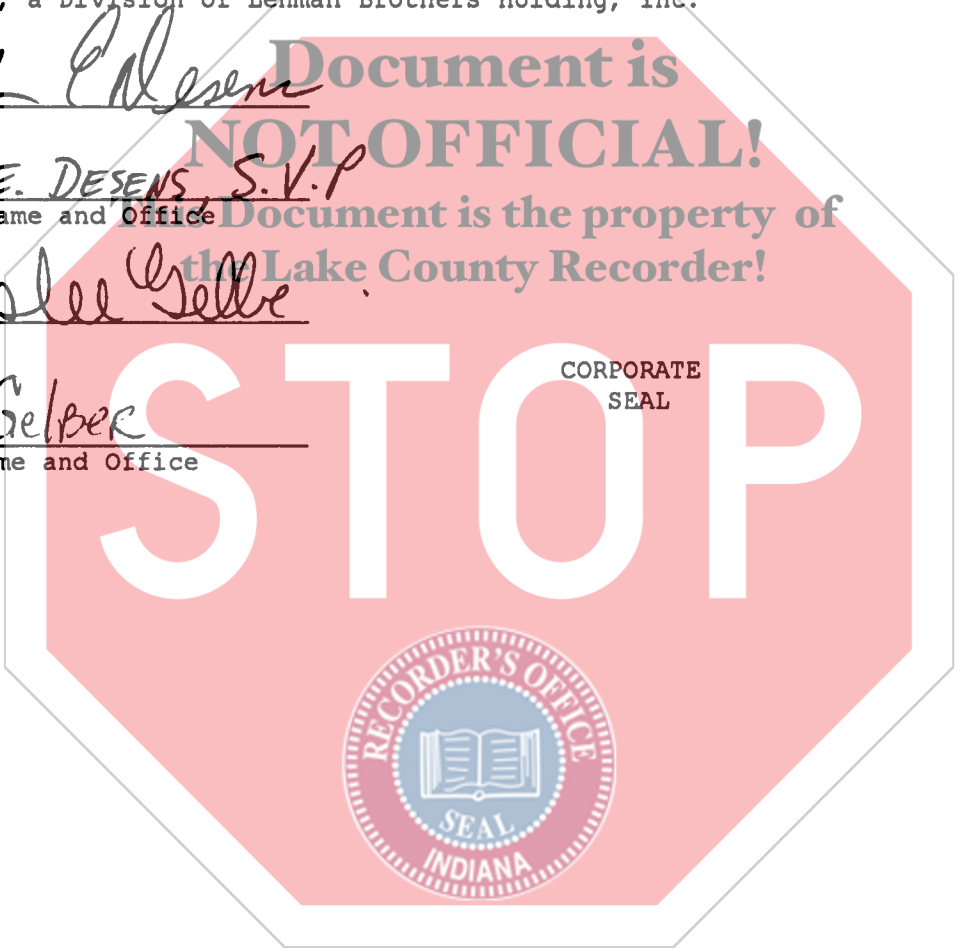 , a Division of Lehman Brothers Holding, Inc.
Document is
NOT OFFICIAL!
E. DESENS, S.V.P
ame and Office
This Document is the property of
the Lake County Recorder!
CORPORATE
SEAL
Gelber
me and Office
STOP
RECORDER'S OFFICE
SEAL
INDIANA